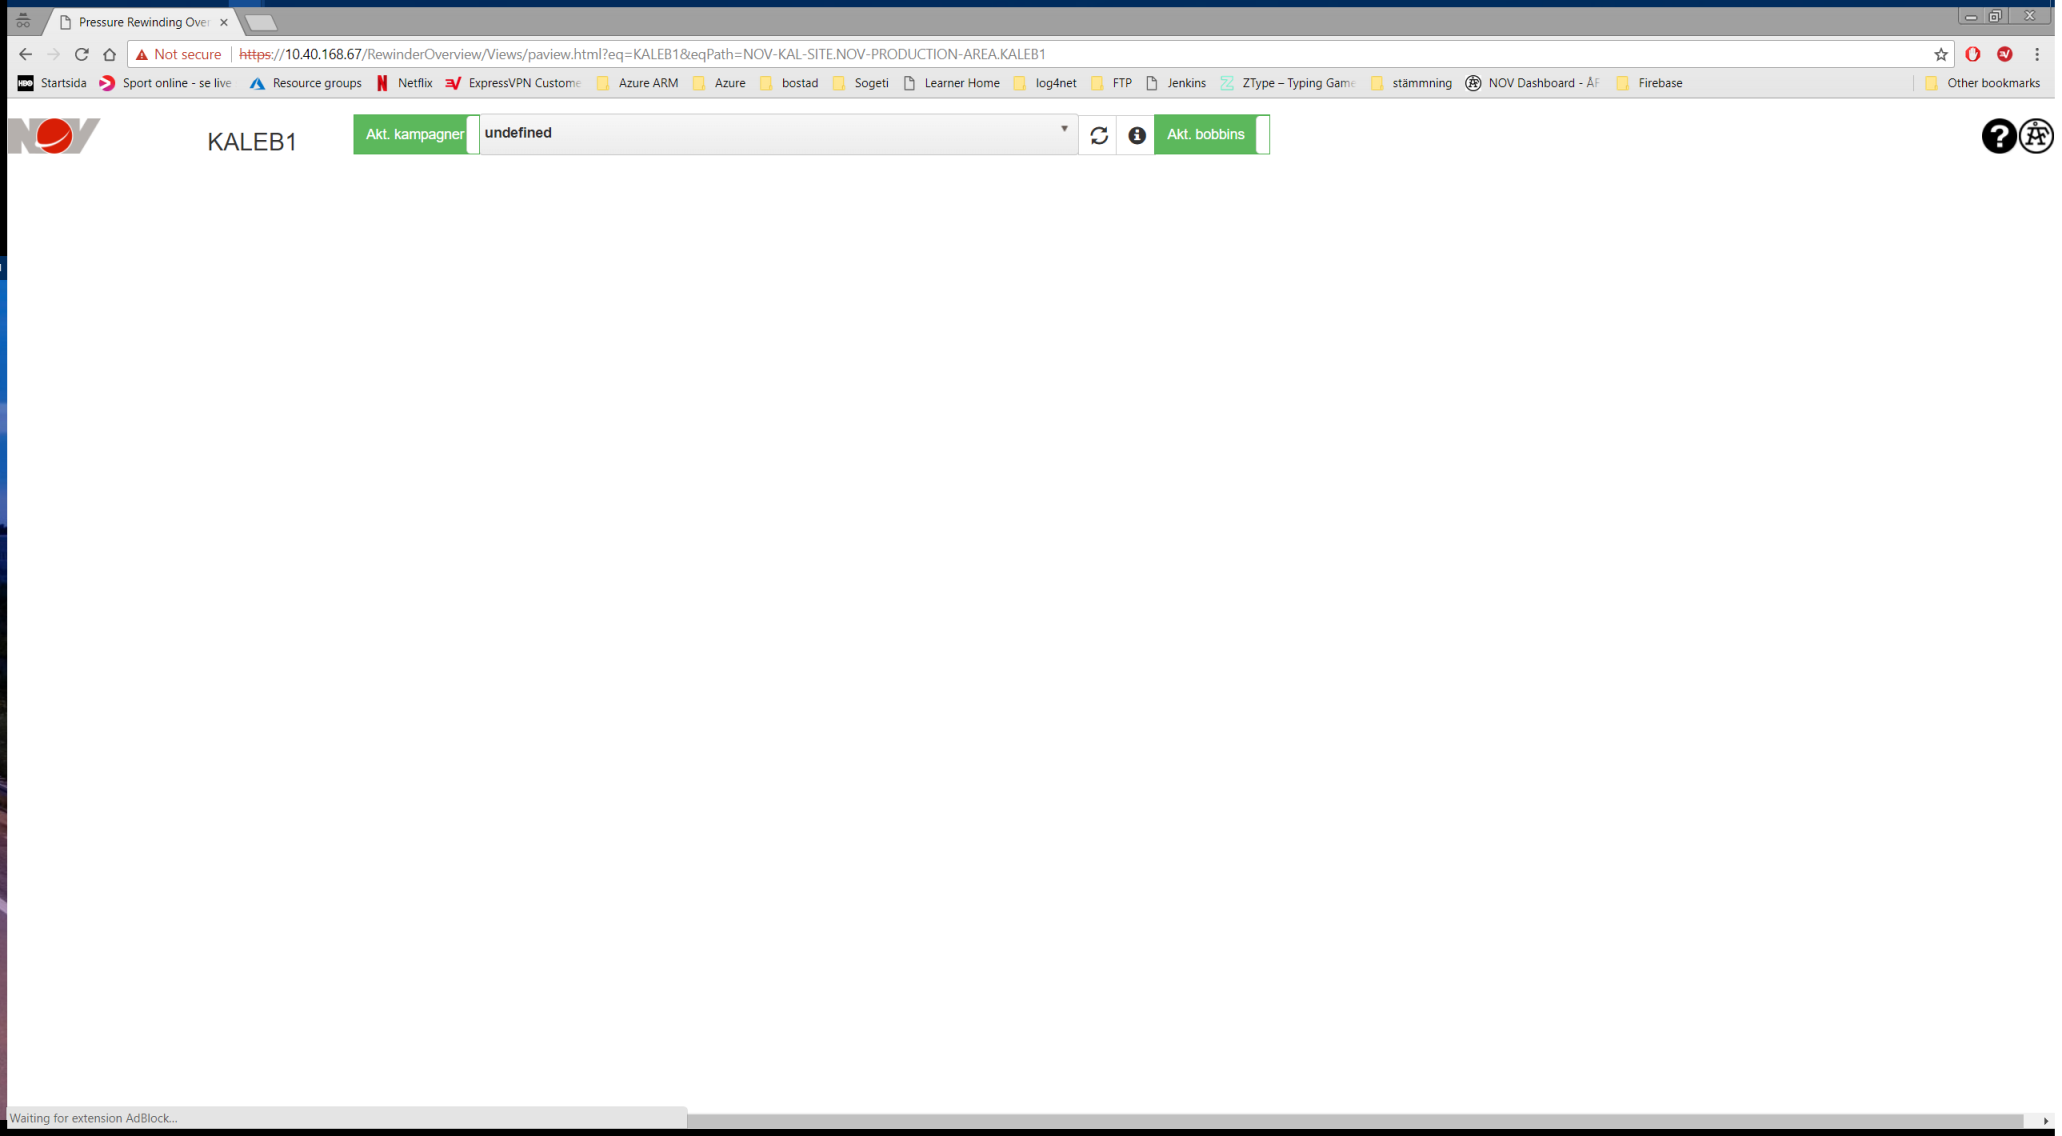 Pressure Rewinding Over
Not secure https://10.40.168.67/RewinderOverview/Views/paview.html?eq=KALEB1&eqPath=NOV-KAL-SITE.NOV-PRODUCTION-AREA.KALEB1
HBO Startsida Sport online - se live Resource groups Netflix ExpressVPN Custome Azure ARM Azure bostad Sogeti Learner Home log4net FTP Jenkins ZType – Typing Game stämmning NOV Dashboard - ÅF Firebase Other bookmarks
NOV KALEB1 Akt. kampagner undefined Akt. bobbins ÅF
Waiting for extension AdBlock...